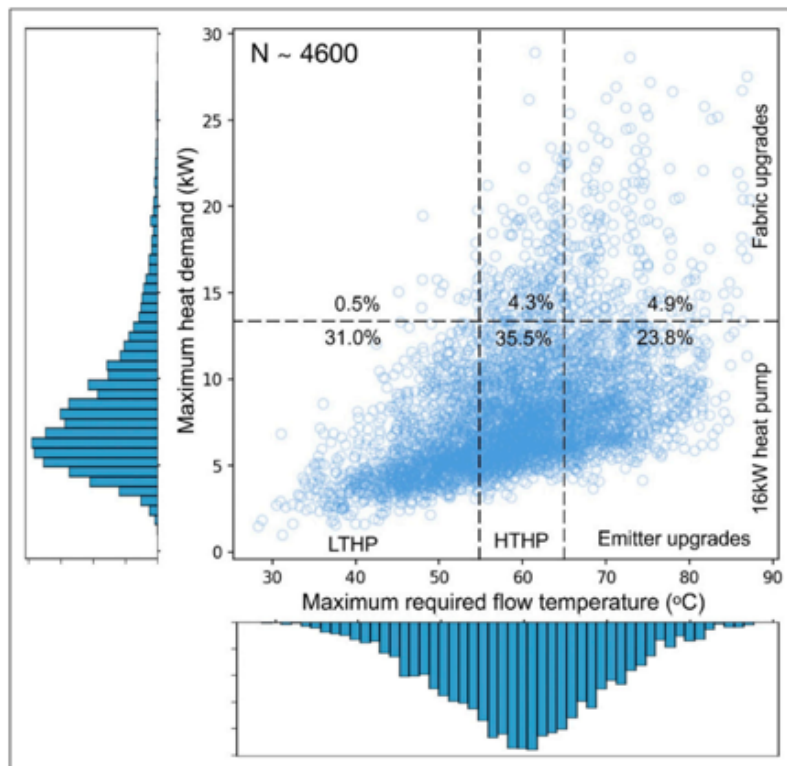 N ~ 4600
30
25
20
15
10
5
0
Maximum heat demand (kW)
Fabric upgrades
0.5% 4.3% 4.9%
31.0% 35.5% 23.8%
16kW heat pump
LTHP HTHP Emitter upgrades
30 40 50 60 70 80 90
Maximum required flow temperature (°C)